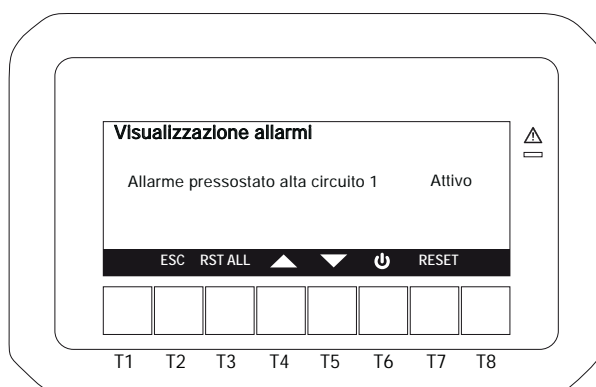 Visualizzazione allarmi
Allarme pressostato alta circuito 1 Attivo
ESC RST ALL RESET
T1 T2 T3 T4 T5 T6 T7 T8